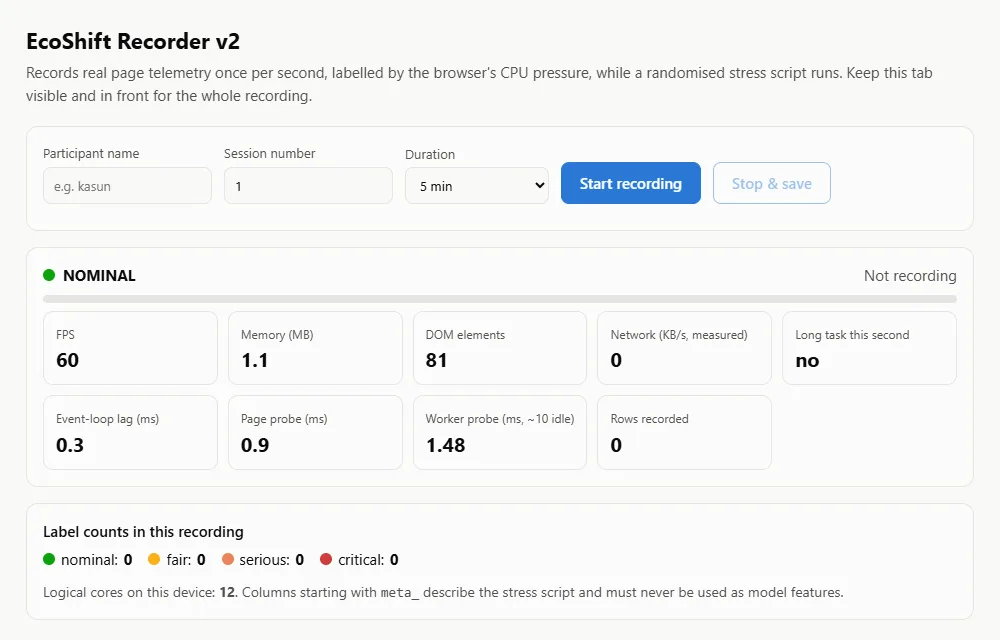 EcoShift Recorder v2
Records real page telemetry once per second, labelled by the browser's CPU pressure, while a randomised stress script runs. Keep this tab
visible and in front for the whole recording.
Participant name
Session number
Duration
e.g. kasun
1
5 min
Start recording
Stop & save
NOMINAL
Not recording
FPS
60
Memory (MB)
1.1
DOM elements
81
Network (KB/s, measured)
0
Long task this second
no
Event-loop lag (ms)
0.3
Page probe (ms)
0.9
Worker probe (ms, ~10 idle)
1.48
Rows recorded
0
Label counts in this recording
nominal: 0 fair: 0 serious: 0 critical: 0
Logical cores on this device: 12. Columns starting with meta_ describe the stress script and must never be used as model features.